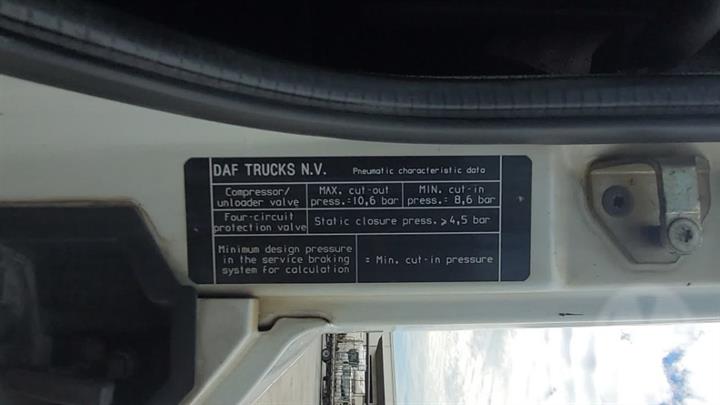 DAF TRUCKS N.V. Pneumatic characteristic data
Compressor/ unloader valve MAX. cut-out press.=10,6 bar MIN. cut-in press.=8,6 bar
Four-circuit protection valve Static closure press. ⩾4,5 bar
Minimum design pressure in the service braking system for calculation = Min. cut-in pressure